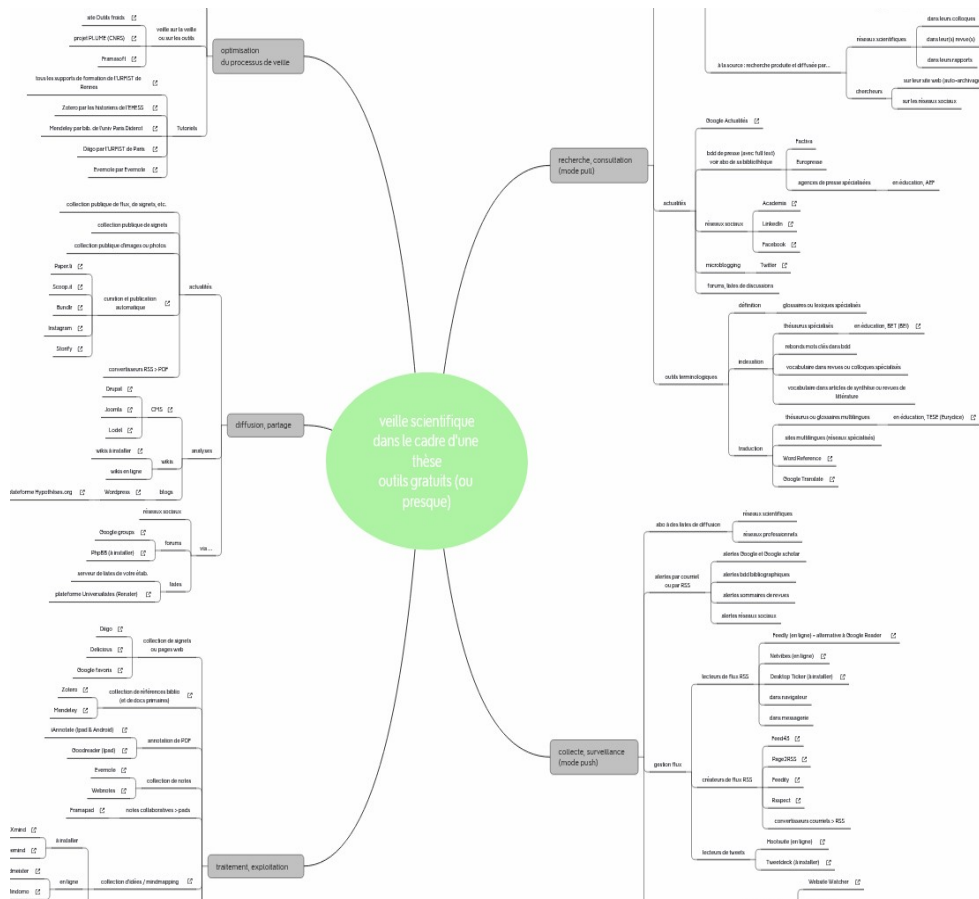 veille scientifique
dans le cadre d'une
thèse
outils gratuits (ou
presque)
optimisation
du processus de veille
veille sur la veille
ou sur les outils
site Outils froids
projet PLUME (CNRS)
Framasoft
Tutoriels
tous les supports de formation de l'URFIST de
Rennes
Zotero par les historiens de l'EHESS
Mendeley par bib. de l'univ Paris Diderot
Diigo par l'URFIST de Paris
Evernote par Evernote
diffusion, partage
actualités
collection publique de flux, de signets, etc.
collection publique de signets
collection publique d'images ou photos
curation et publication
automatique
Paper.li
Scoop.it
Bundlr
Instagram
Storify
convertisseurs RSS > PDF
analyses
CMS
Drupal
Joomla
Lodel
wikis
wikis à installer
wikis en ligne
blogs
Wordpress
plateforme Hypothèses.org
via ...
réseaux sociaux
forums
Google groups
PhpBB (à installer)
listes
serveur de listes de votre étab.
plateforme Universalistes (Renater)
traitement, exploitation
collection de signets
ou pages web
Diigo
Delicious
Google favoris
collection de références biblio
(et de docs primaires)
Zotero
Mendeley
annotation de PDF
iAnnotate (Ipad & Android)
Goodreader (Ipad)
collection de notes
Evernote
Webnotes
notes collaboratives > pads
Framapad
collection d'idées / mindmapping
à installer
Xmind
emind
en ligne
dmeister
lindomo
recherche, consultation
(mode pull)
à la source : recherche produite et diffusée par...
réseaux scientifiques
dans leurs colloques
dans leur(s) revue(s)
dans leurs rapports
chercheurs
sur leur site web (auto-archivag
sur les réseaux sociaux
actualités
Google Actualités
bdd de presse (avec full text)
voir abo de sa bibliothèque
Factiva
Europresse
agences de presse spécialisées
en éducation, AEF
réseaux sociaux
Academia
LinkedIn
Facebook
microblogging
Twitter
forums, listes de discussions
outils terminologiques
définition
glossaires ou lexiques spécialisés
indexation
thésaurus spécialisés
en éducation, BET (BEI)
rebonds mots clés dans bdd
vocabulaire dans revues ou colloques spécialisés
vocabulaire dans articles de synthèse ou revues de
littérature
traduction
thésaurus ou glossaires multilingues
en éducation, TESE (Eurydice)
sites multilingues (réseaux spécialisés)
Word Reference
Google Translate
collecte, surveillance
(mode push)
abo à des listes de diffusion
réseaux scientifiques
réseaux professionnels
alertes par courriel
ou par RSS
alertes Google et Google scholar
alertes bdd bibliographiques
alertes sommaires de revues
alertes réseaux sociaux
gestion flux
lecteurs de flux RSS
Feedly (en ligne) – alternative à Google Reader
Netvibes (en ligne)
Desktop Ticker (à installer)
dans navigateur
dans messagerie
créateurs de flux RSS
Feed43
Page2RSS
Feedity
Respect
convertisseurs courriels > RSS
lecteurs de tweets
Hootsuite (en ligne)
Tweetdeck (à installer)
Website Watcher